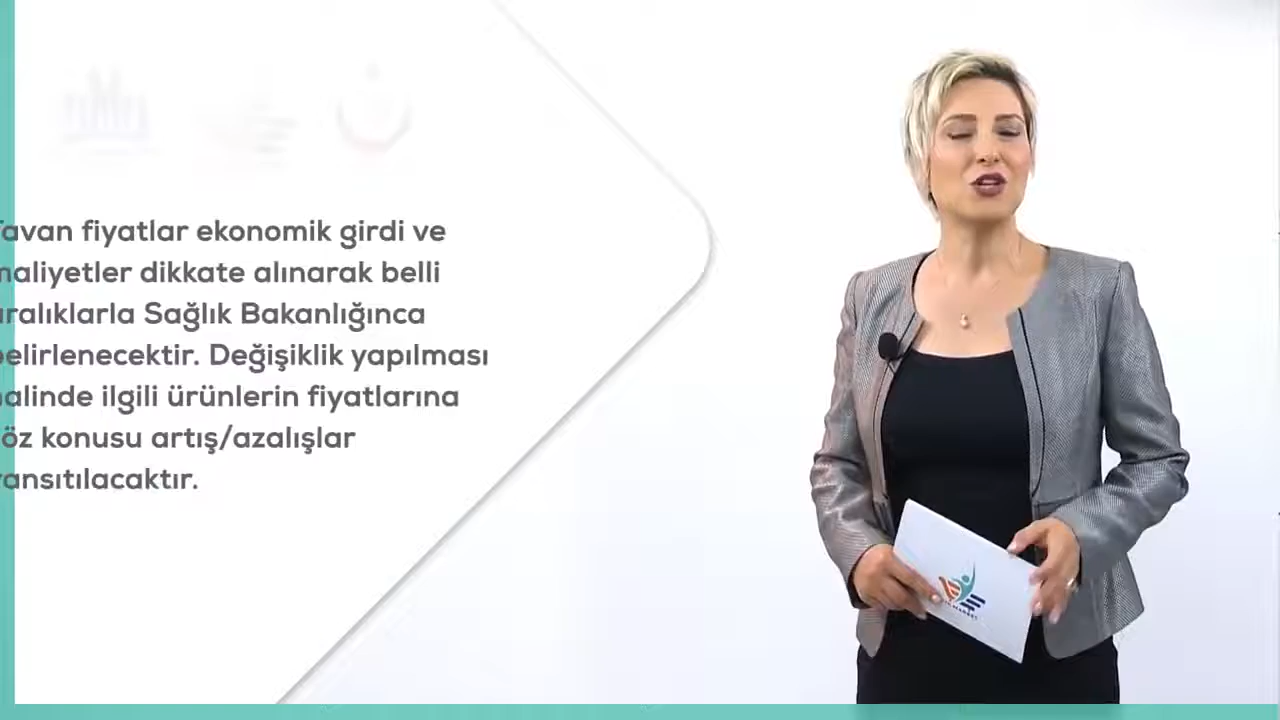 Tavan fiyatlar ekonomik girdi ve
maliyetler dikkate alınarak belli
aralıklarla Sağlık Bakanlığınca
belirlenecektir. Değişiklik yapılması
halinde ilgili ürünlerin fiyatlarına
söz konusu artış/azalışlar
yansıtılacaktır.